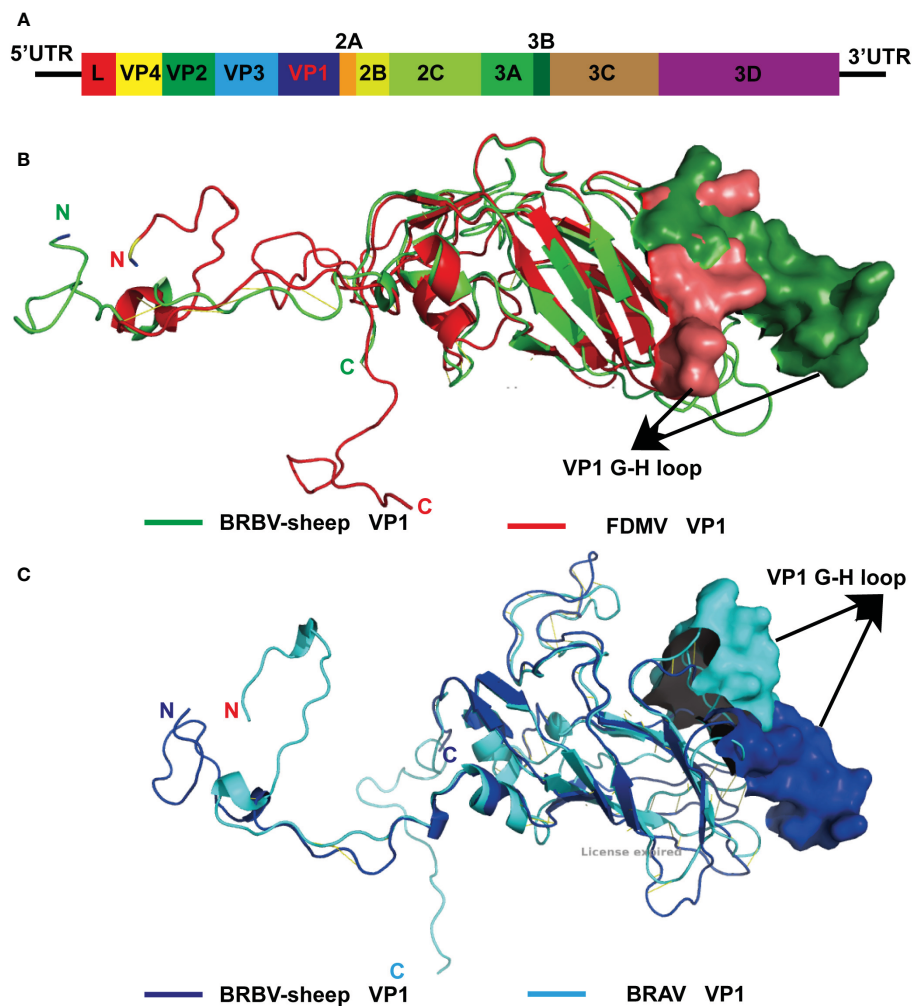 A
5'UTR L VP4 VP2 VP3 VP1 2A 2B 2C 3A 3B 3C 3D 3'UTR
B
N
N
C
C
VP1 G-H loop
BRBV-sheep VP1 FDMV VP1
C
VP1 G-H loop
N N
C
License expired
C
BRBV-sheep VP1 BRAV VP1